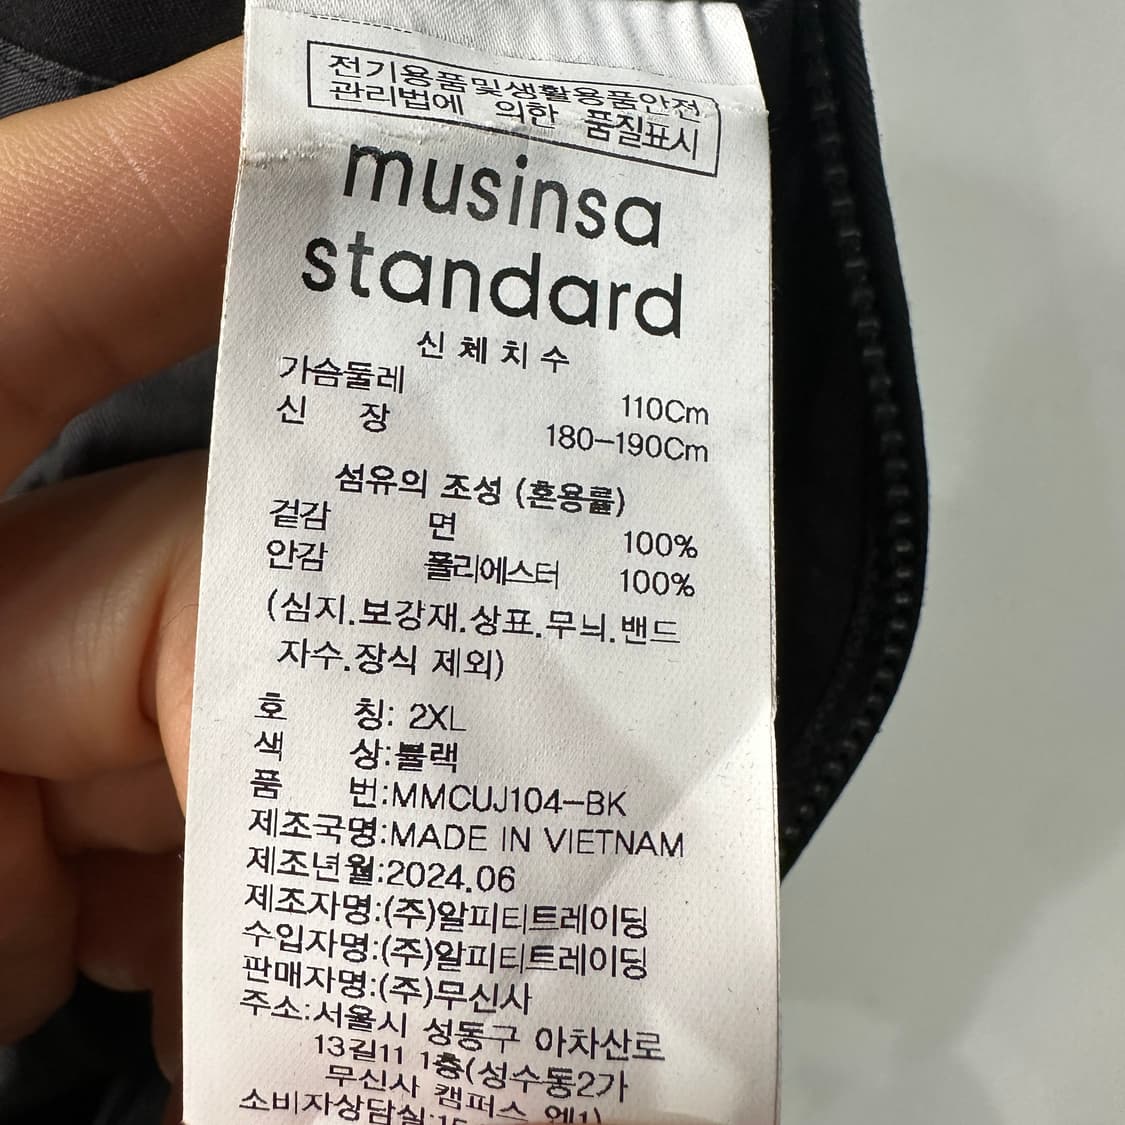 전기용품및생활용품안전
관리법에 의한 품질표시
musinsa
standard
신체치수
가슴둘레 110Cm
신 장 180-190Cm
섬유의 조성 (혼용률)
겉감 면 100%
안감 폴리에스터 100%
(심지.보강재.상표.무늬.밴드
자수.장식 제외)
호 칭: 2XL
색 상:블랙
품 번:MMCUJ104-BK
제조국명:MADE IN VIETNAM
제조년월:2024.06
제조자명:(주)알피티트레이딩
수입자명:(주)알피티트레이딩
판매자명:(주)무신사
주소:서울시 성동구 아차산로
13길11 1층(성수동2가
무신사 캠퍼스 엔1)
소비자상담실: